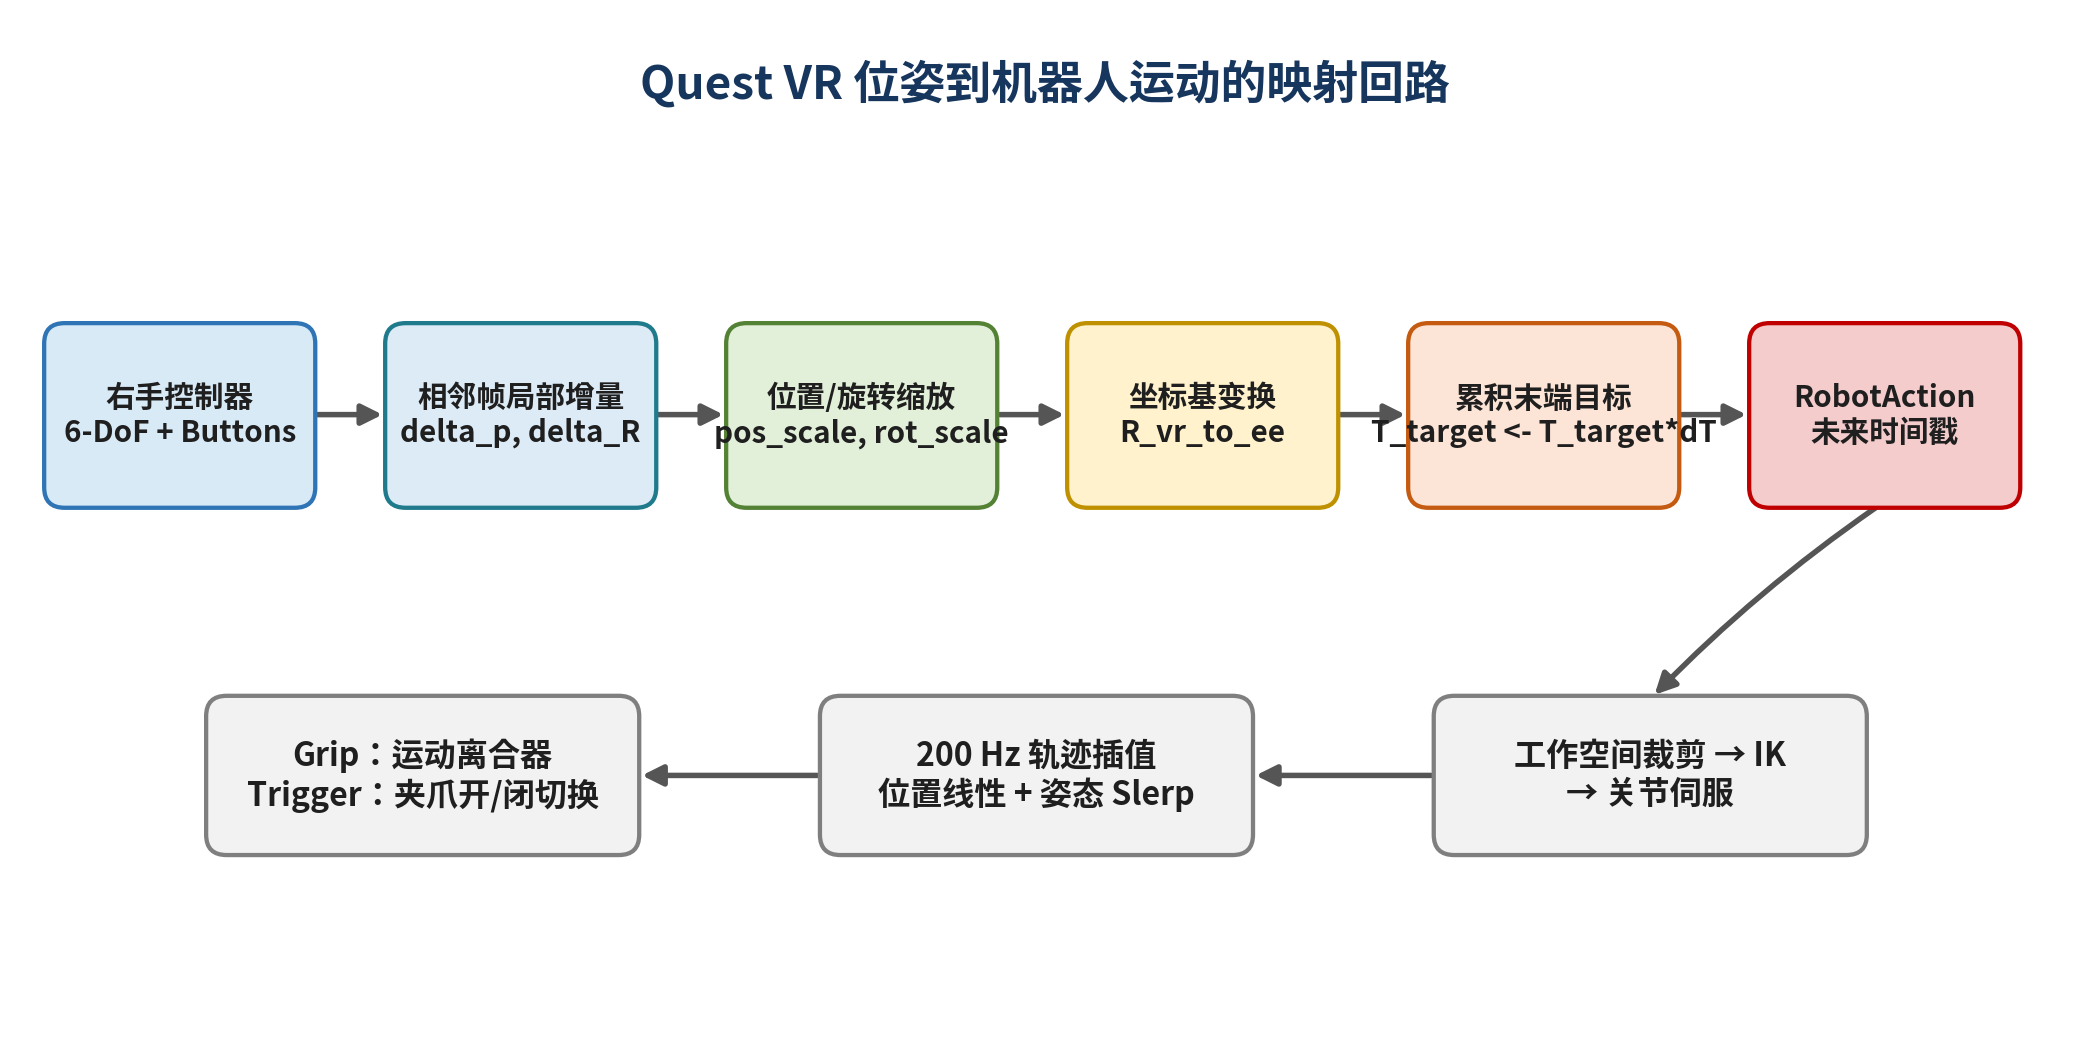 Quest VR 位姿到机器人运动的映射回路
右手控制器
6-DoF + Buttons
相邻帧局部增量
delta_p, delta_R
位置/旋转缩放
pos_scale, rot_scale
坐标基变换
R_vr_to_ee
累积末端目标
T_target <- T_target*dT
RobotAction
未来时间戳
Grip：运动离合器
Trigger：夹爪开/闭切换
200 Hz 轨迹插值
位置线性 + 姿态 Slerp
工作空间裁剪 → IK
→ 关节伺服